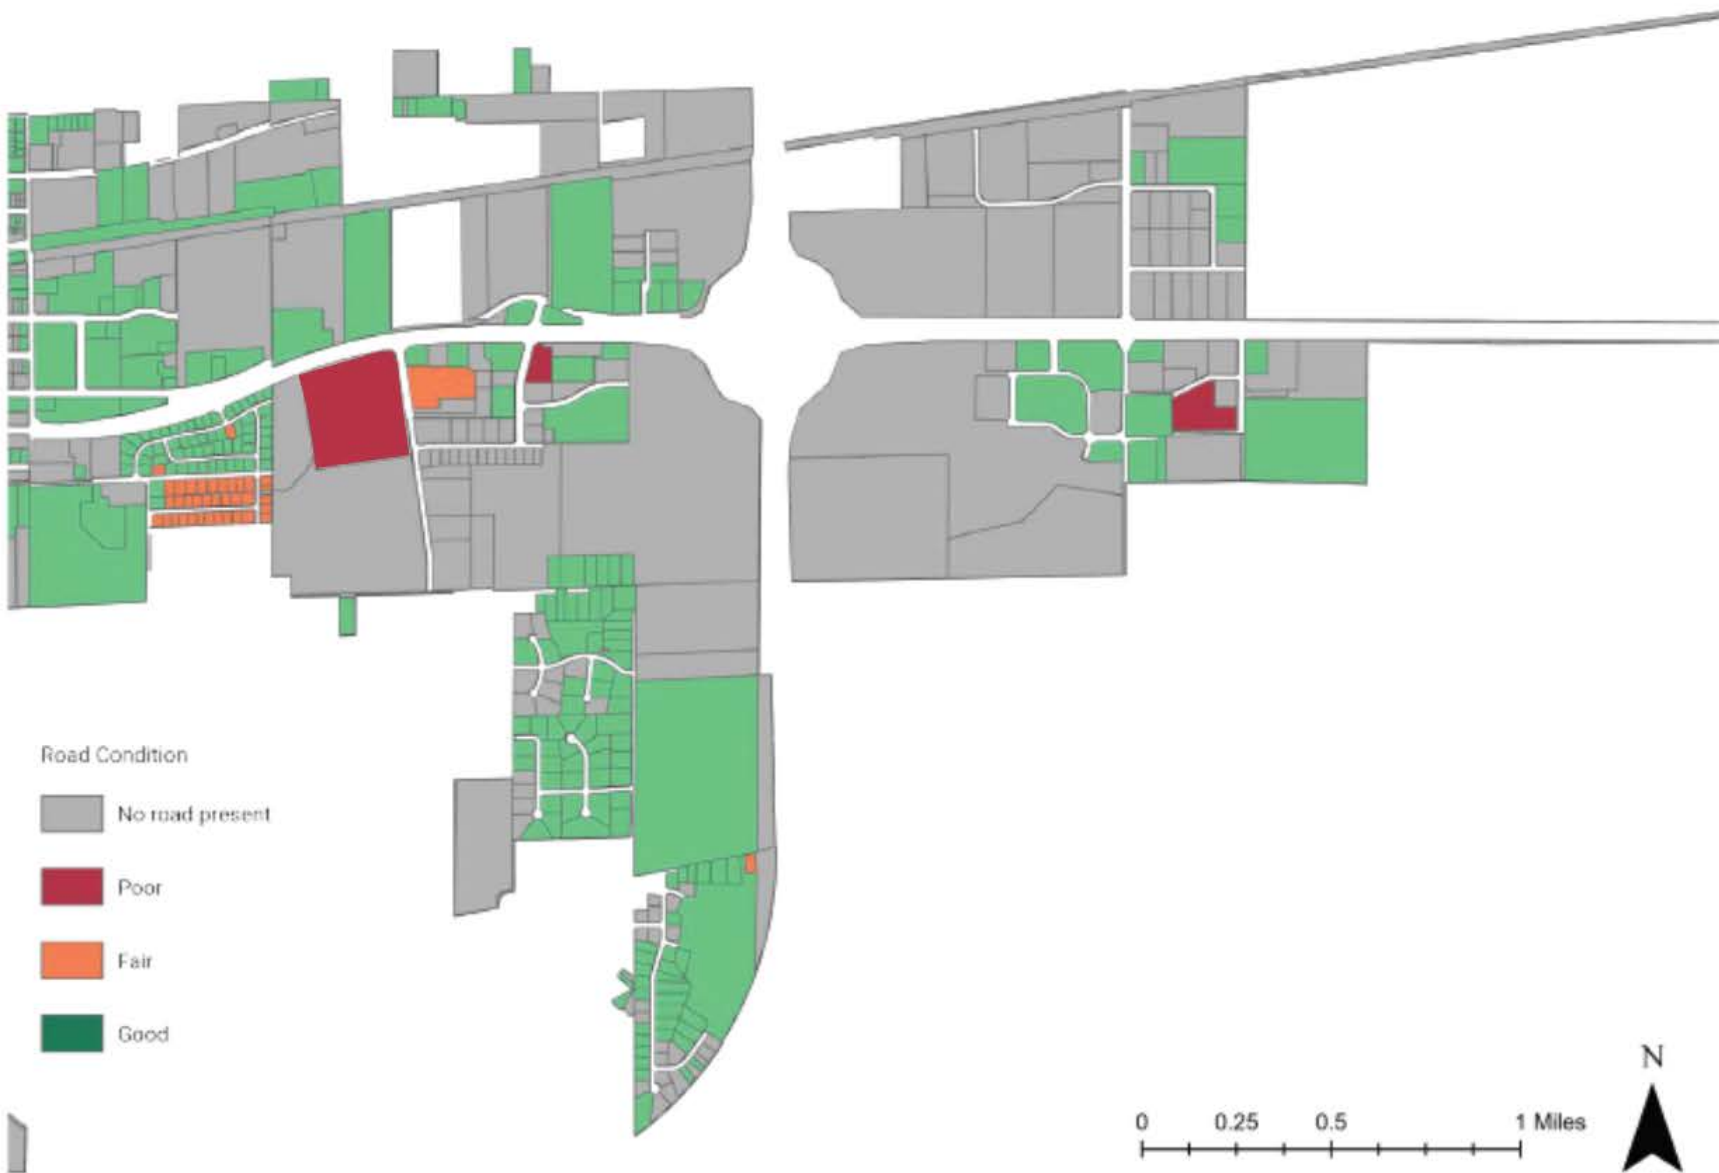 Road Condition
No road present
Poor
Fair
Good
N
0 0.25 0.5 1 Miles